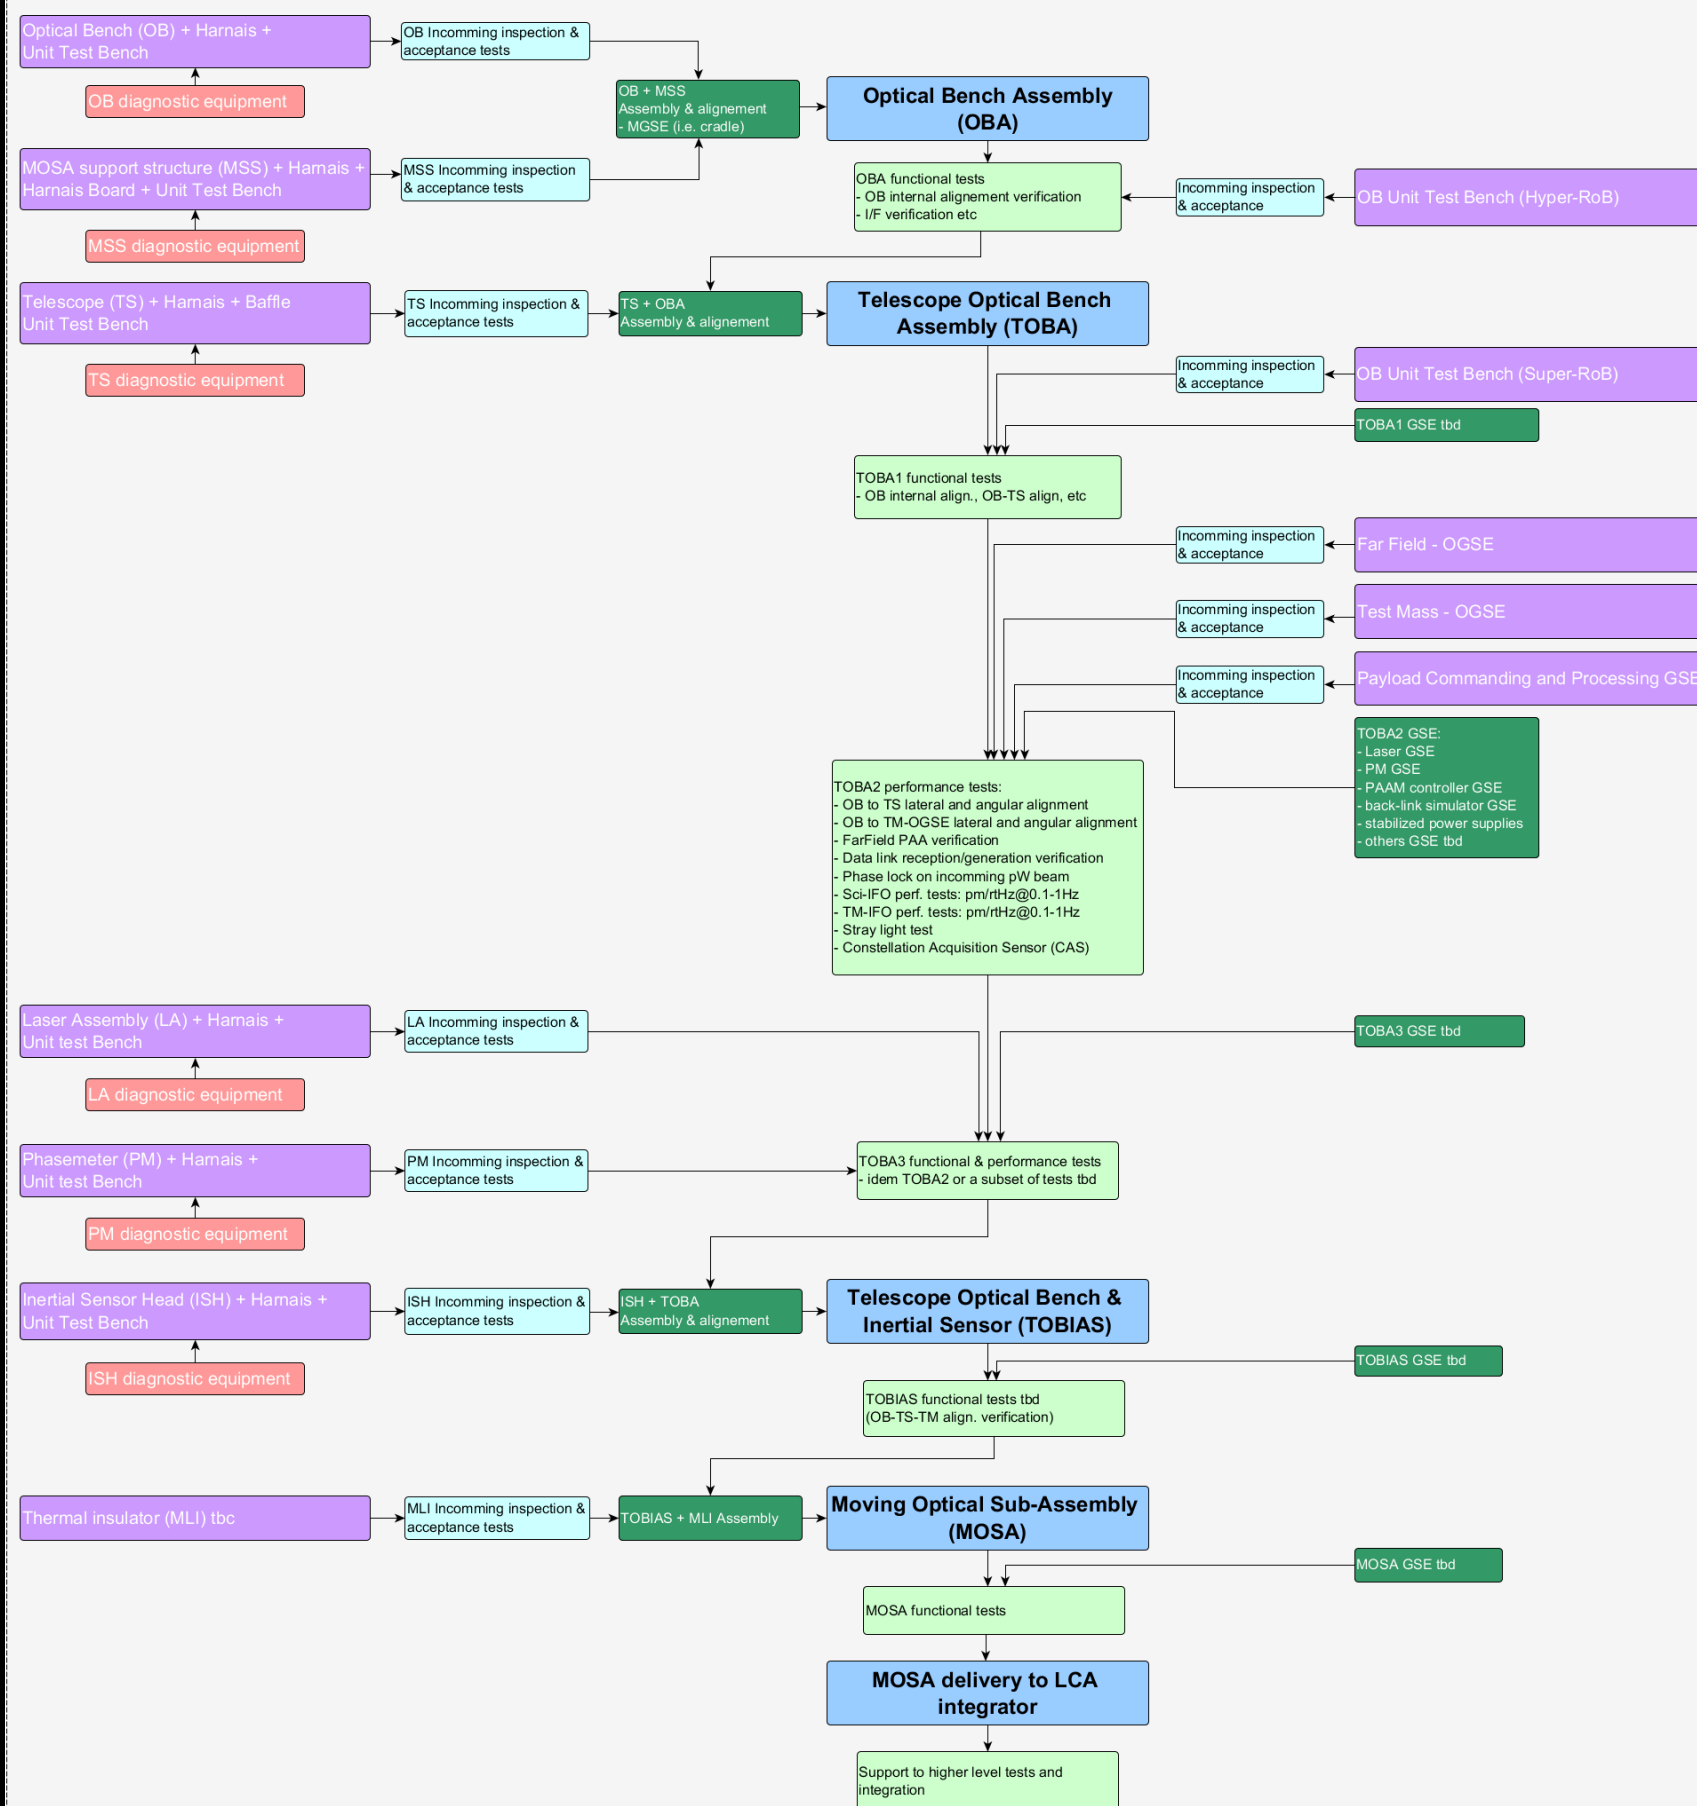 Optical Bench (OB) + Harnais +
Unit Test Bench
OB Incomming inspection &
acceptance tests
OB diagnostic equipment
OB + MSS
Assembly & alignement
- MGSE (i.e. cradle)
Optical Bench Assembly
(OBA)
MOSA support structure (MSS) + Harnais +
Harnais Board + Unit Test Bench
MSS Incomming inspection
& acceptance tests
MSS diagnostic equipment
OBA functional tests
- OB internal alignement verification
- I/F verification etc
Incomming inspection
& acceptance
OB Unit Test Bench (Hyper-RoB)
Telescope (TS) + Harnais + Baffle
Unit Test Bench
TS Incomming inspection &
acceptance tests
TS + OBA
Assembly & alignement
Telescope Optical Bench
Assembly (TOBA)
TS diagnostic equipment
Incomming inspection
& acceptance
OB Unit Test Bench (Super-RoB)
TOBA1 GSE tbd
TOBA1 functional tests
- OB internal align., OB-TS align, etc
Incomming inspection
& acceptance
Far Field - OGSE
Incomming inspection
& acceptance
Test Mass - OGSE
Incomming inspection
& acceptance
Payload Commanding and Processing GSE
TOBA2 GSE:
- Laser GSE
- PM GSE
- PAAM controller GSE
- back-link simulator GSE
- stabilized power supplies
- others GSE tbd
TOBA2 performance tests:
- OB to TS lateral and angular alignment
- OB to TM-OGSE lateral and angular alignment
- FarField PAA verification
- Data link reception/generation verification
- Phase lock on incomming pW beam
- Sci-IFO perf. tests: pm/rtHz@0.1-1Hz
- TM-IFO perf. tests: pm/rtHz@0.1-1Hz
- Stray light test
- Constellation Acquisition Sensor (CAS)
Laser Assembly (LA) + Harnais +
Unit test Bench
LA Incomming inspection &
acceptance tests
TOBA3 GSE tbd
LA diagnostic equipment
Phasemeter (PM) + Harnais +
Unit test Bench
PM Incomming inspection &
acceptance tests
TOBA3 functional & performance tests
- idem TOBA2 or a subset of tests tbd
PM diagnostic equipment
Inertial Sensor Head (ISH) + Harnais +
Unit Test Bench
ISH Incomming inspection &
acceptance tests
ISH + TOBA
Assembly & alignement
Telescope Optical Bench &
Inertial Sensor (TOBIAS)
ISH diagnostic equipment
TOBIAS GSE tbd
TOBIAS functional tests tbd
(OB-TS-TM align. verification)
Thermal insulator (MLI) tbc
MLI Incomming inspection &
acceptance tests
TOBIAS + MLI Assembly
Moving Optical Sub-Assembly
(MOSA)
MOSA GSE tbd
MOSA functional tests
MOSA delivery to LCA
integrator
Support to higher level tests and
integration